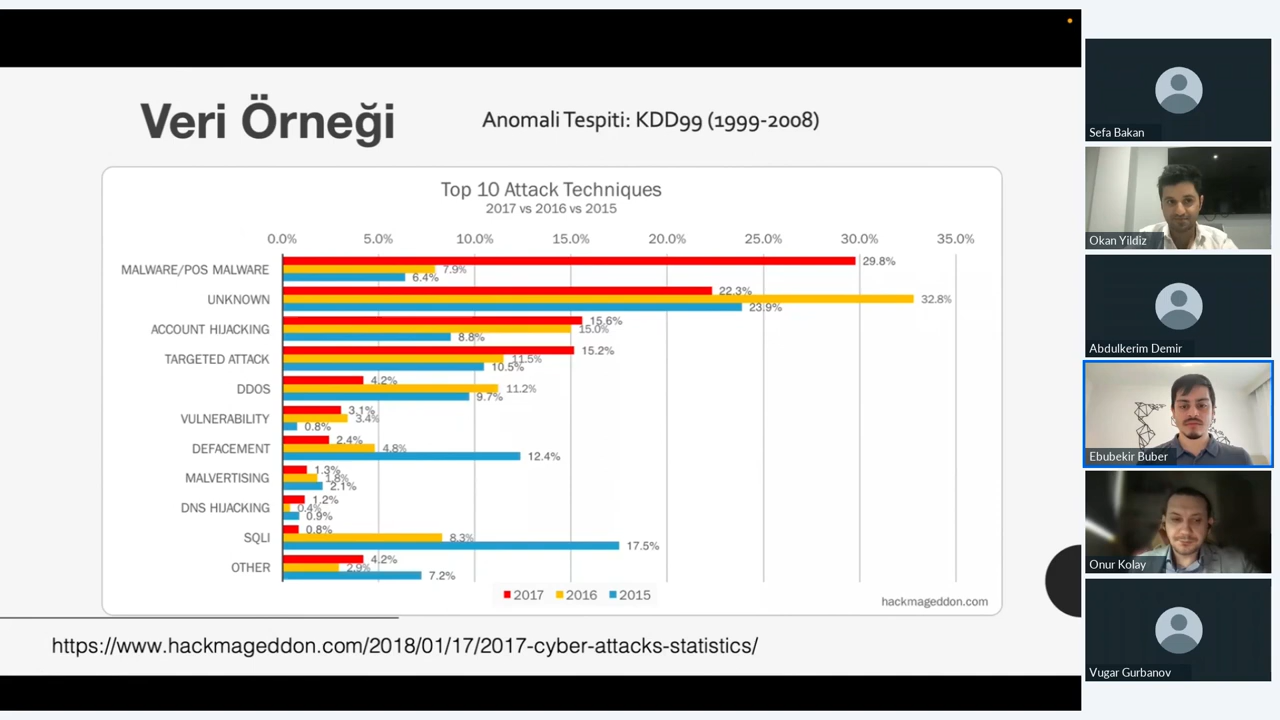 Veri Örneği
Anomali Tespiti: KDD99 (1999-2008)
Top 10 Attack Techniques
2017 vs 2016 vs 2015
0.0% 5.0% 10.0% 15.0% 20.0% 25.0% 30.0% 35.0%
MALWARE/POS MALWARE 29.8% 7.9% 6.4%
UNKNOWN 22.3% 32.8% 23.9%
ACCOUNT HIJACKING 15.6% 15.0% 8.8%
TARGETED ATTACK 15.2% 11.5% 10.5%
DDOS 4.2% 11.2% 9.7%
VULNERABILITY 3.1% 3.4% 0.8%
DEFACEMENT 2.4% 4.8% 12.4%
MALVERTISING 1.3% 1.8% 2.1%
DNS HIJACKING 1.2% 0.4% 0.9%
SQLI 0.8% 8.3% 17.5%
OTHER 4.2% 2.9% 7.2%
2017 2016 2015
hackmageddon.com
https://www.hackmageddon.com/2018/01/17/2017-cyber-attacks-statistics/
Sefa Bakan
Okan Yildiz
Abdulkerim Demir
Ebubekir Buber
Onur Kolay
Vugar Gurbanov